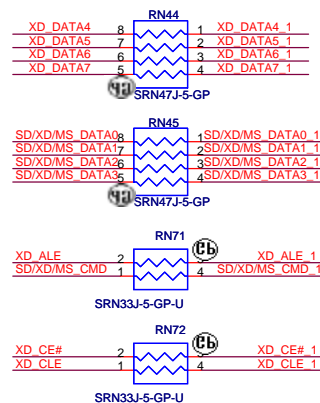 RN44
XD_DATA4 8 1 XD_DATA4_1
XD_DATA5 7 2 XD_DATA5_1
XD_DATA6 6 3 XD_DATA6_1
XD_DATA7 5 4 XD_DATA7_1
SRN47J-5-GP
RN45
SD/XD/MS_DATA0 8 1 SD/XD/MS_DATA0_1
SD/XD/MS_DATA1 7 2 SD/XD/MS_DATA1_1
SD/XD/MS_DATA2 6 3 SD/XD/MS_DATA2_1
SD/XD/MS_DATA3 5 4 SD/XD/MS_DATA3_1
SRN47J-5-GP
RN71
XD_ALE 2 3 XD_ALE_1
SD/XD/MS_CMD 1 4 SD/XD/MS_CMD_1
SRN33J-5-GP-U
RN72
XD_CE# 2 XD_CE#_1
XD_CLE 1 4 XD_CLE_1
SRN33J-5-GP-U